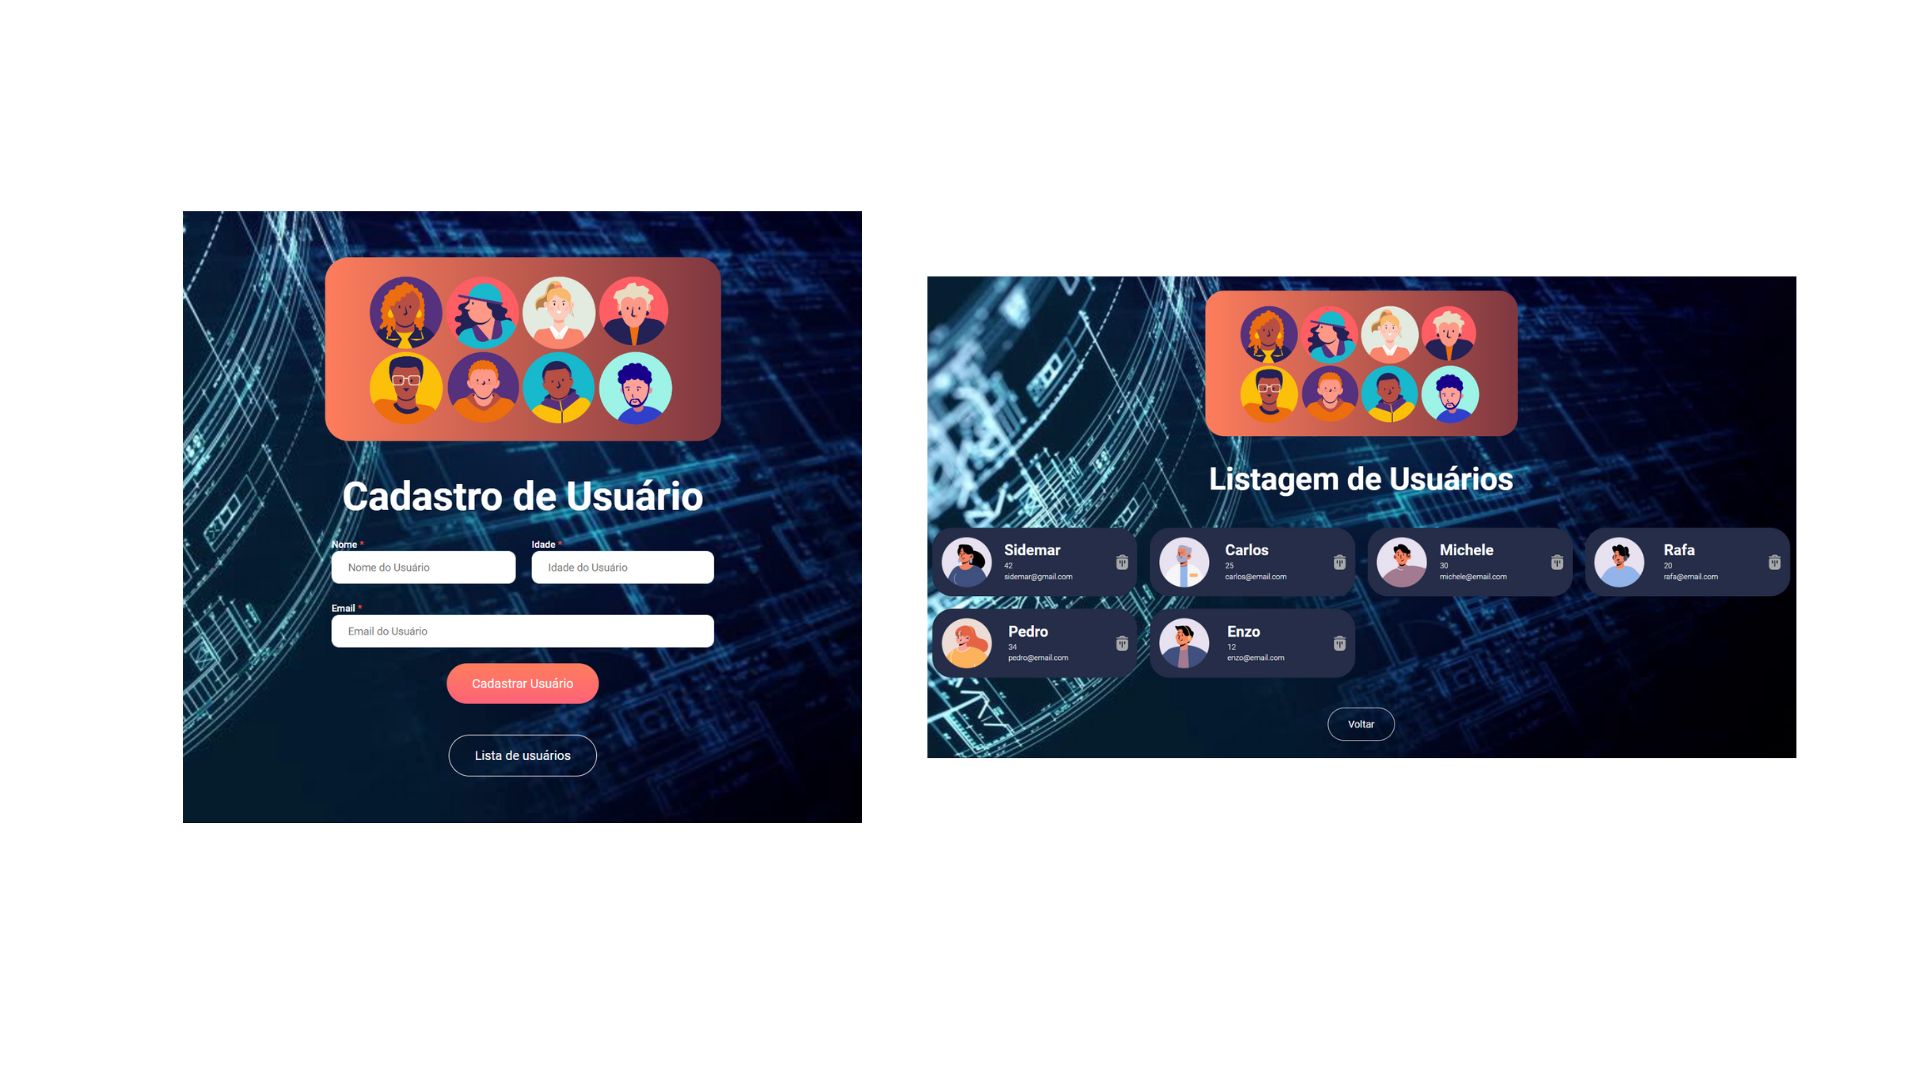 Cadastro de Usuário
Nome * Idade *
Nome do Usuário Idade do Usuário
Email *
Email do Usuário
Cadastrar Usuário
Lista de usuários
Listagem de Usuários
Sidemar
42
sidemar@gmail.com
Carlos
25
carlos@email.com
Michele
30
michele@email.com
Rafa
20
rafa@email.com
Pedro
34
pedro@email.com
Enzo
12
enzo@email.com
Voltar